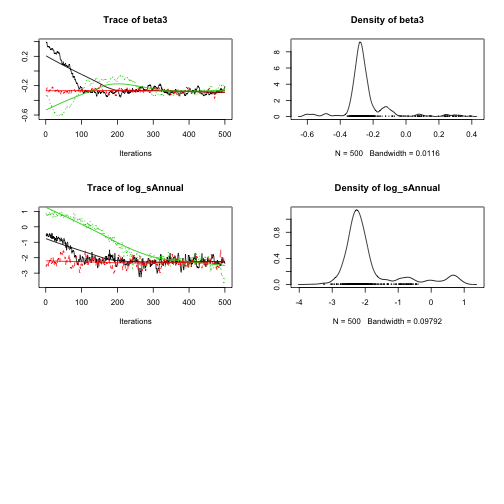 Trace of beta3
0.2
-0.2
-0.6
0 100 200 300 400 500
Iterations
Density of beta3
8
6
4
2
0
-0.6 -0.4 -0.2 0.0 0.2 0.4
N = 500 Bandwidth = 0.0116
Trace of log_sAnnual
1
0
-1
-2
-3
0 100 200 300 400 500
Iterations
Density of log_sAnnual
0.8
0.4
0.0
-4 -3 -2 -1 0 1
N = 500 Bandwidth = 0.09792